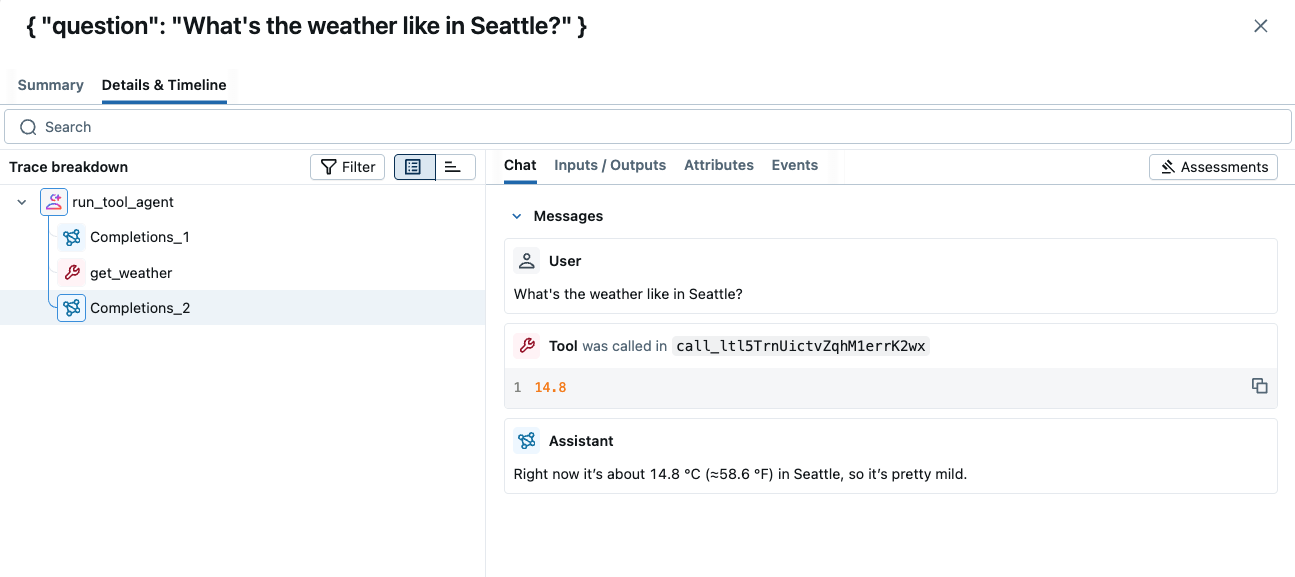 { "question": "What's the weather like in Seattle?" }
Summary Details & Timeline
Search
Trace breakdown Filter
run_tool_agent
Completions_1
get_weather
Completions_2
Chat Inputs / Outputs Attributes Events Assessments
Messages
User
What's the weather like in Seattle?
Tool was called in call_ltl5TrnUictvZqhM1errK2wx
1 14.8
Assistant
Right now it’s about 14.8 °C (≈58.6 °F) in Seattle, so it’s pretty mild.